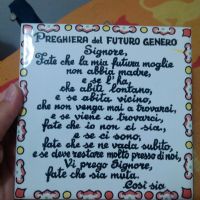 PREGHIERA del FUTURO GENERO
Signore,
Fate che la mia futura moglie
non abbia madre,
e se l'ha,
che abiti lontano,
e se abita vicino,
che non venga mai a trovarci,
e se viene a trovarci,
fate che io non ci sia,
e se ci sono,
fate che se ne vada subito,
e se deve restare molto presso di noi,
Vi prego Signore,
fate che sia muta.
Così sia